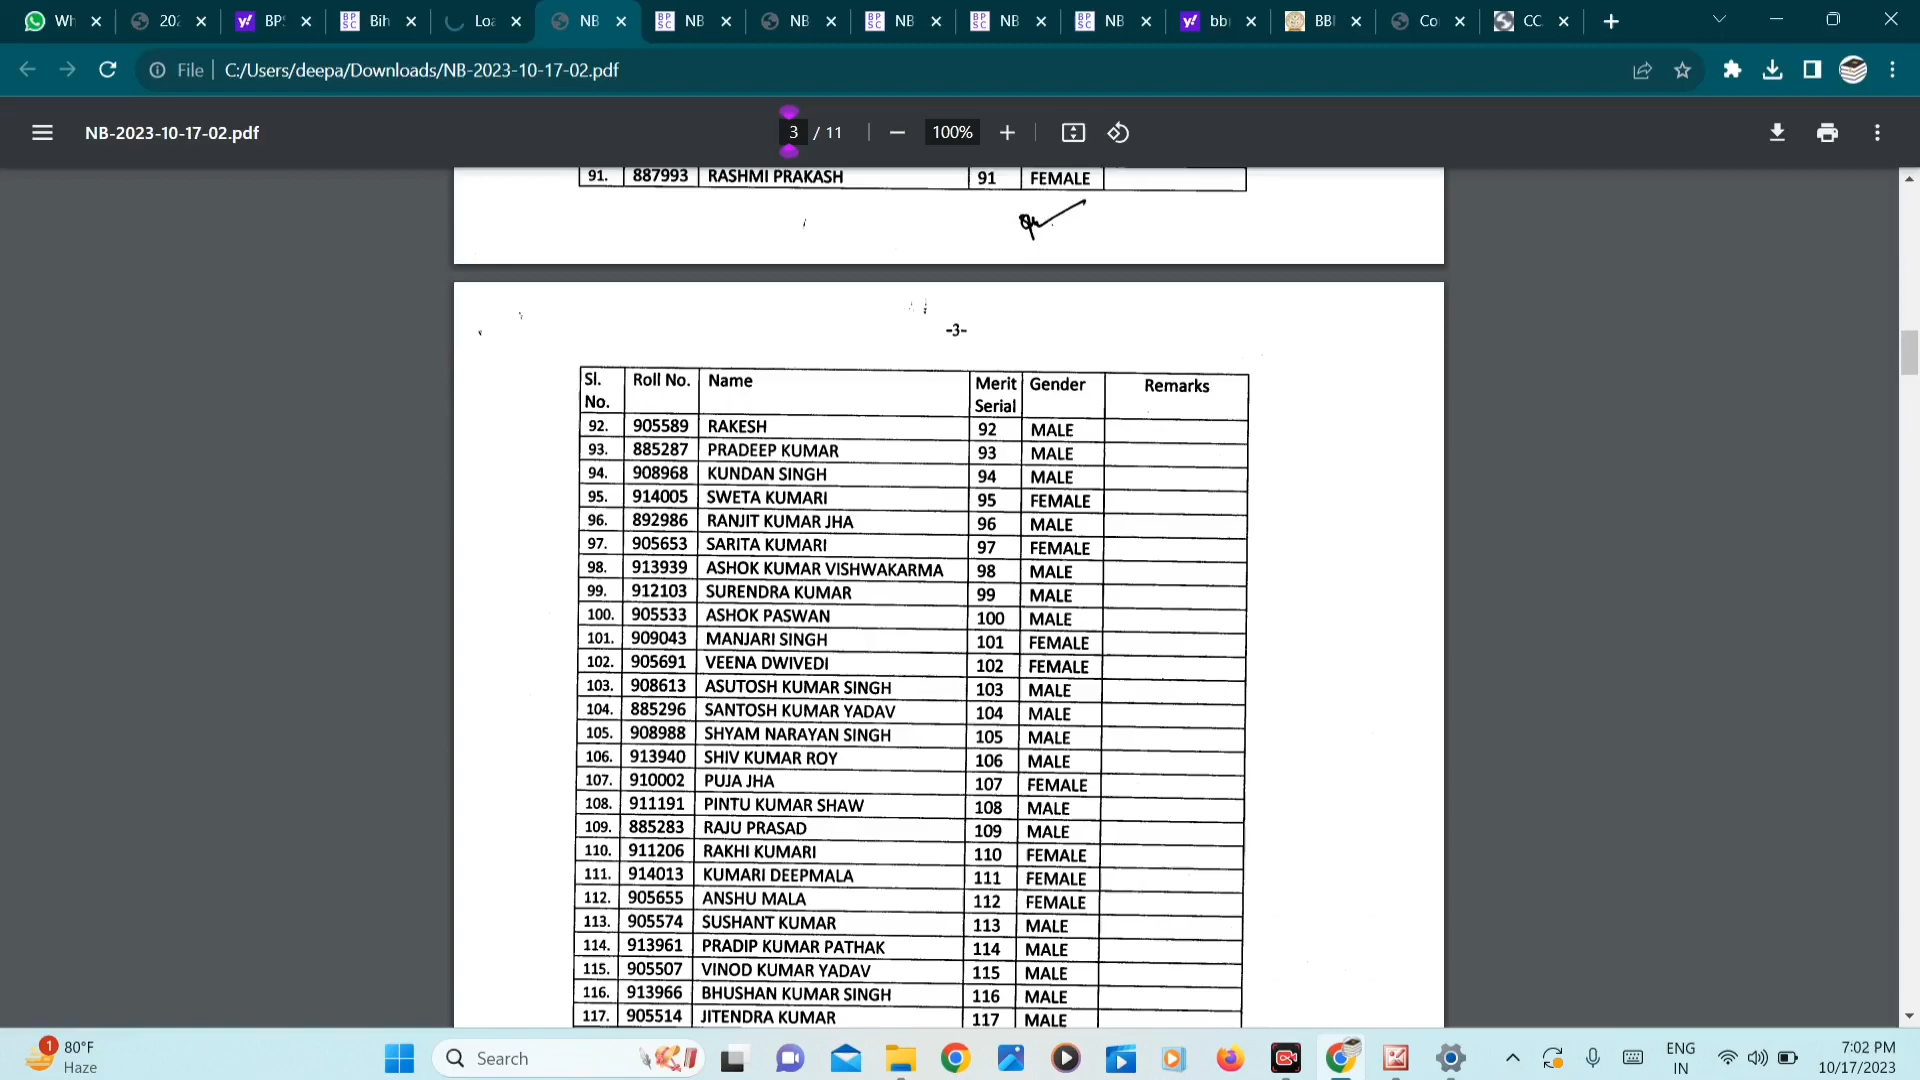 Wh
202
BPS
Bih
Loa
NB
NB
NB
NB
NB
NB
bb
BBI
Co
CC
File
C:/Users/deepa/Downloads/NB-2023-10-17-02.pdf
NB-2023-10-17-02.pdf
3 / 11
100%
91. 887993 RASHMI PRAKASH 91 FEMALE
-3-
Sl. No. Roll No. Name Merit Serial Gender Remarks
92. 905589 RAKESH 92 MALE
93. 885287 PRADEEP KUMAR 93 MALE
94. 908968 KUNDAN SINGH 94 MALE
95. 914005 SWETA KUMARI 95 FEMALE
96. 892986 RANJIT KUMAR JHA 96 MALE
97. 905653 SARITA KUMARI 97 FEMALE
98. 913939 ASHOK KUMAR VISHWAKARMA 98 MALE
99. 912103 SURENDRA KUMAR 99 MALE
100. 905533 ASHOK PASWAN 100 MALE
101. 909043 MANJARI SINGH 101 FEMALE
102. 905691 VEENA DWIVEDI 102 FEMALE
103. 908613 ASUTOSH KUMAR SINGH 103 MALE
104. 885296 SANTOSH KUMAR YADAV 104 MALE
105. 908988 SHYAM NARAYAN SINGH 105 MALE
106. 913940 SHIV KUMAR ROY 106 MALE
107. 910002 PUJA JHA 107 FEMALE
108. 911191 PINTU KUMAR SHAW 108 MALE
109. 885283 RAJU PRASAD 109 MALE
110. 911206 RAKHI KUMARI 110 FEMALE
111. 914013 KUMARI DEEPMALA 111 FEMALE
112. 905655 ANSHU MALA 112 FEMALE
113. 905574 SUSHANT KUMAR 113 MALE
114. 913961 PRADIP KUMAR PATHAK 114 MALE
115. 905507 VINOD KUMAR YADAV 115 MALE
116. 913966 BHUSHAN KUMAR SINGH 116 MALE
117. 905514 JITENDRA KUMAR 117 MALE
1
80°F
Haze
Search
ENG
IN
7:02 PM
10/17/2023